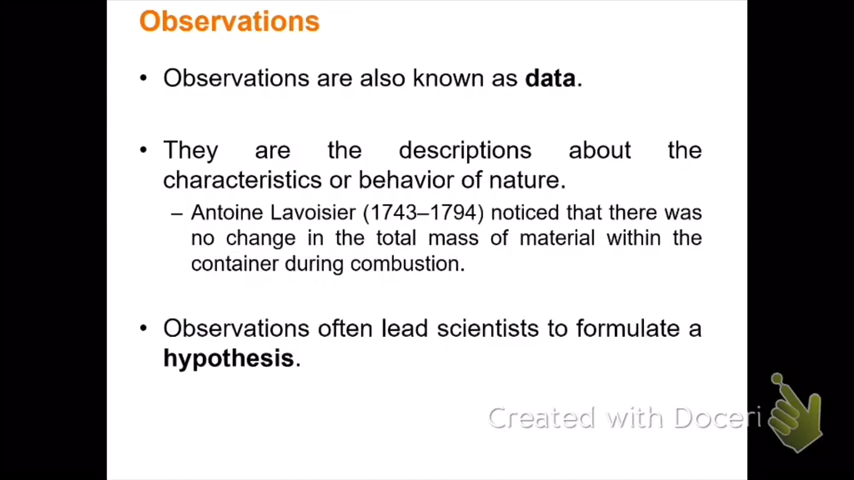 Observations
• Observations are also known as data.
• They are the descriptions about the
characteristics or behavior of nature.
– Antoine Lavoisier (1743–1794) noticed that there was
no change in the total mass of material within the
container during combustion.
• Observations often lead scientists to formulate a
hypothesis.
Created with Doceri